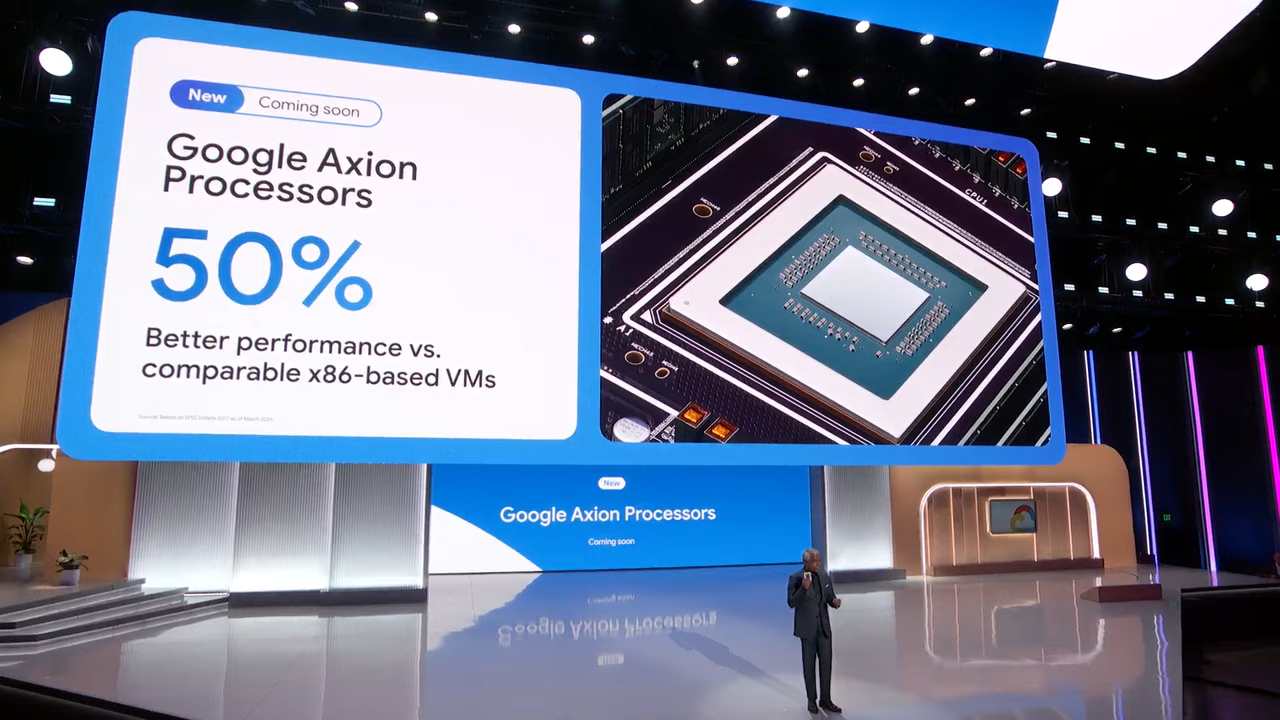 New Coming soon
Google Axion
Processors
50%
Better performance vs.
comparable x86-based VMs
CPU1
A1
New
Google Axion Processors
Coming soon